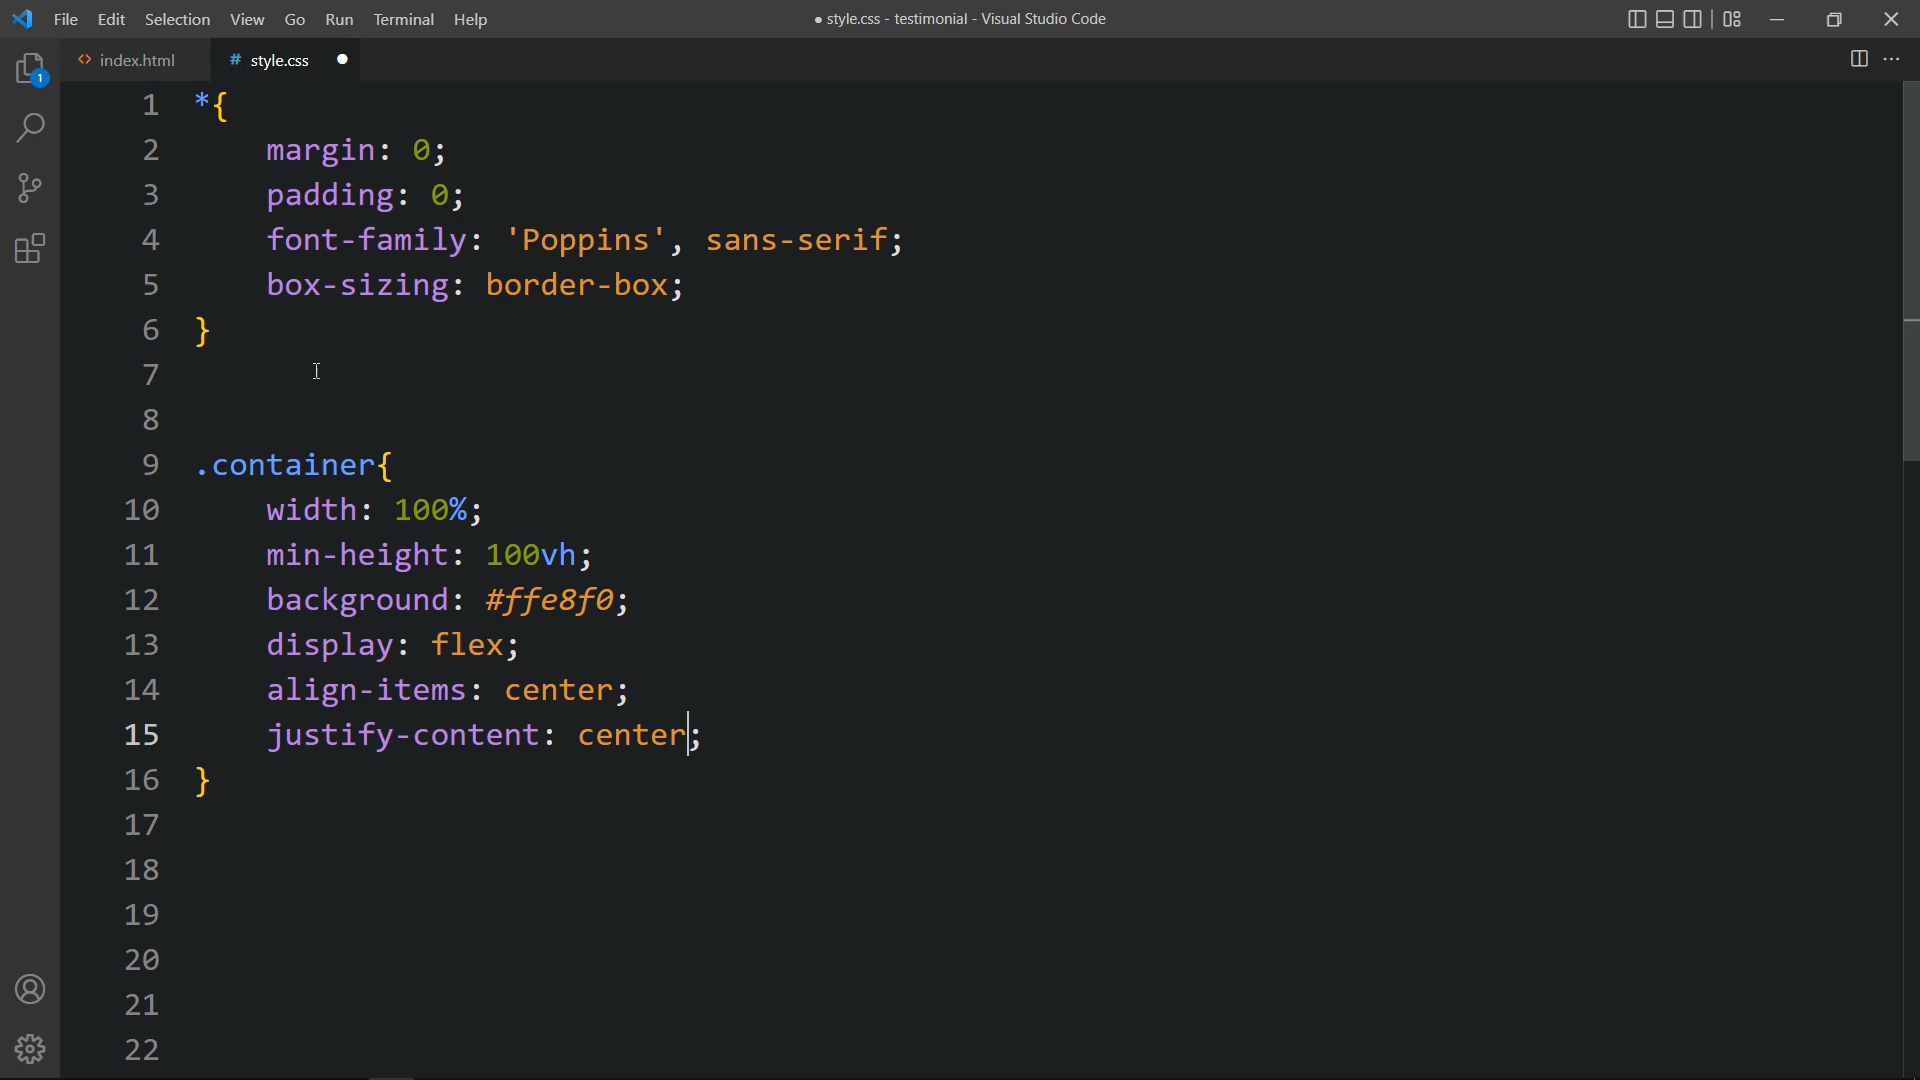 File Edit Selection View Go Run Terminal Help
● style.css - testimonial - Visual Studio Code
1
<> index.html
# style.css ●
1 *{
2     margin: 0;
3     padding: 0;
4     font-family: 'Poppins', sans-serif;
5     box-sizing: border-box;
6 }
7
8
9 .container{
10     width: 100%;
11     min-height: 100vh;
12     background: #ffe8f0;
13     display: flex;
14     align-items: center;
15     justify-content: center;
16 }
17
18
19
20
21
22